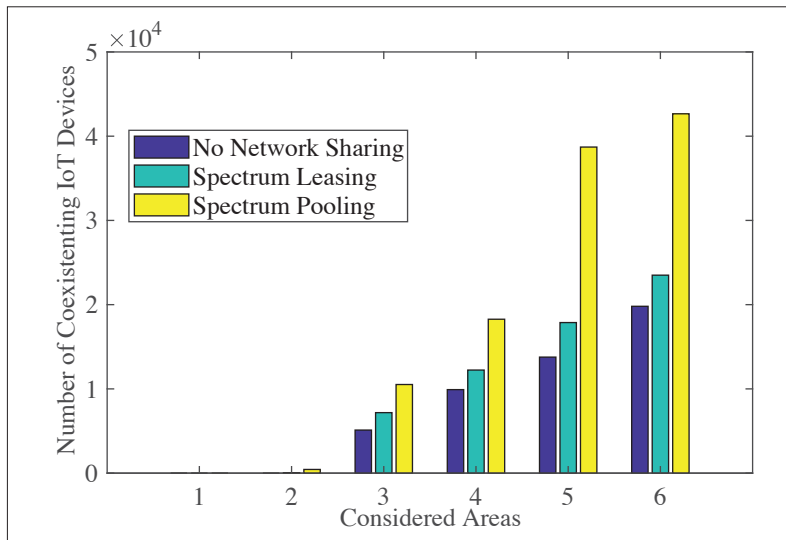 ×10⁴
5
4
3
2
1
0
Number of Coexistenting IoT Devices
No Network Sharing
Spectrum Leasing
Spectrum Pooling
1 2 3 4 5 6
Considered Areas